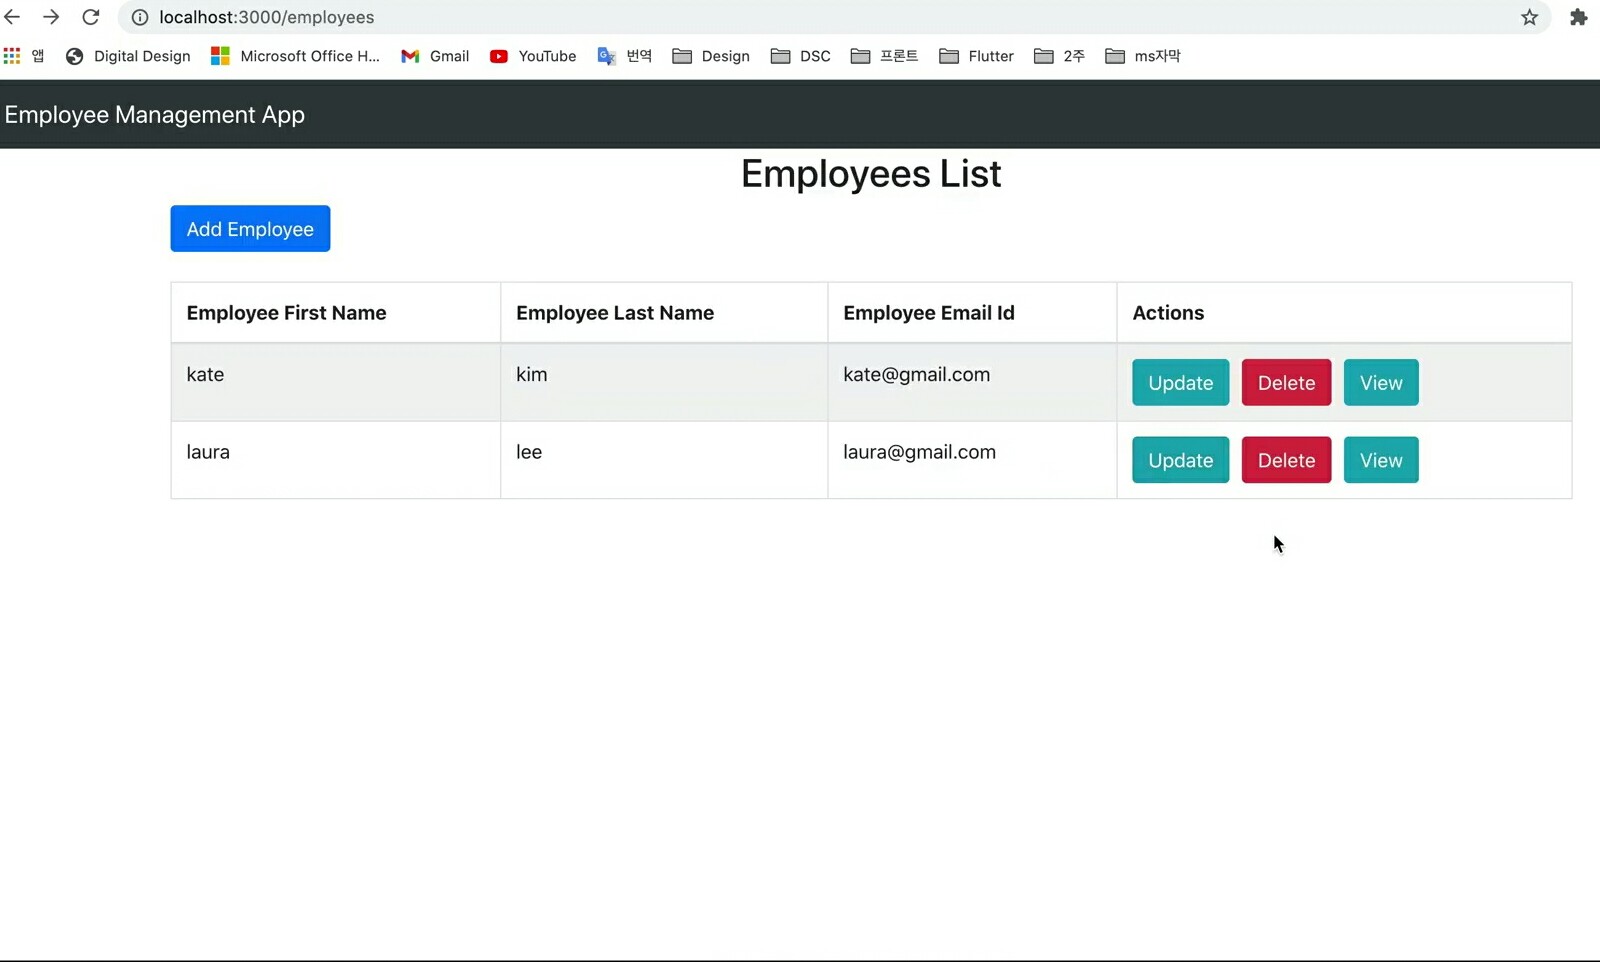 localhost:3000/employees
앱 Digital Design Microsoft Office H... Gmail YouTube 번역 Design DSC 프론트 Flutter 2주 ms자막
Employee Management App
Employees List
Add Employee
Employee First Name Employee Last Name Employee Email Id Actions
kate kim kate@gmail.com Update Delete View
laura lee laura@gmail.com Update Delete View